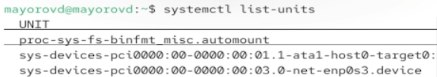 mayorovd@mayorovd:~$ systemctl list-units
UNIT
proc-sys-fs-binfmt_misc.automount
sys-devices-pci0000:00-0000:00:01.1-ata1-host0-target0:
sys-devices-pci0000:00-0000:00:03.0-net-enp0s3.device